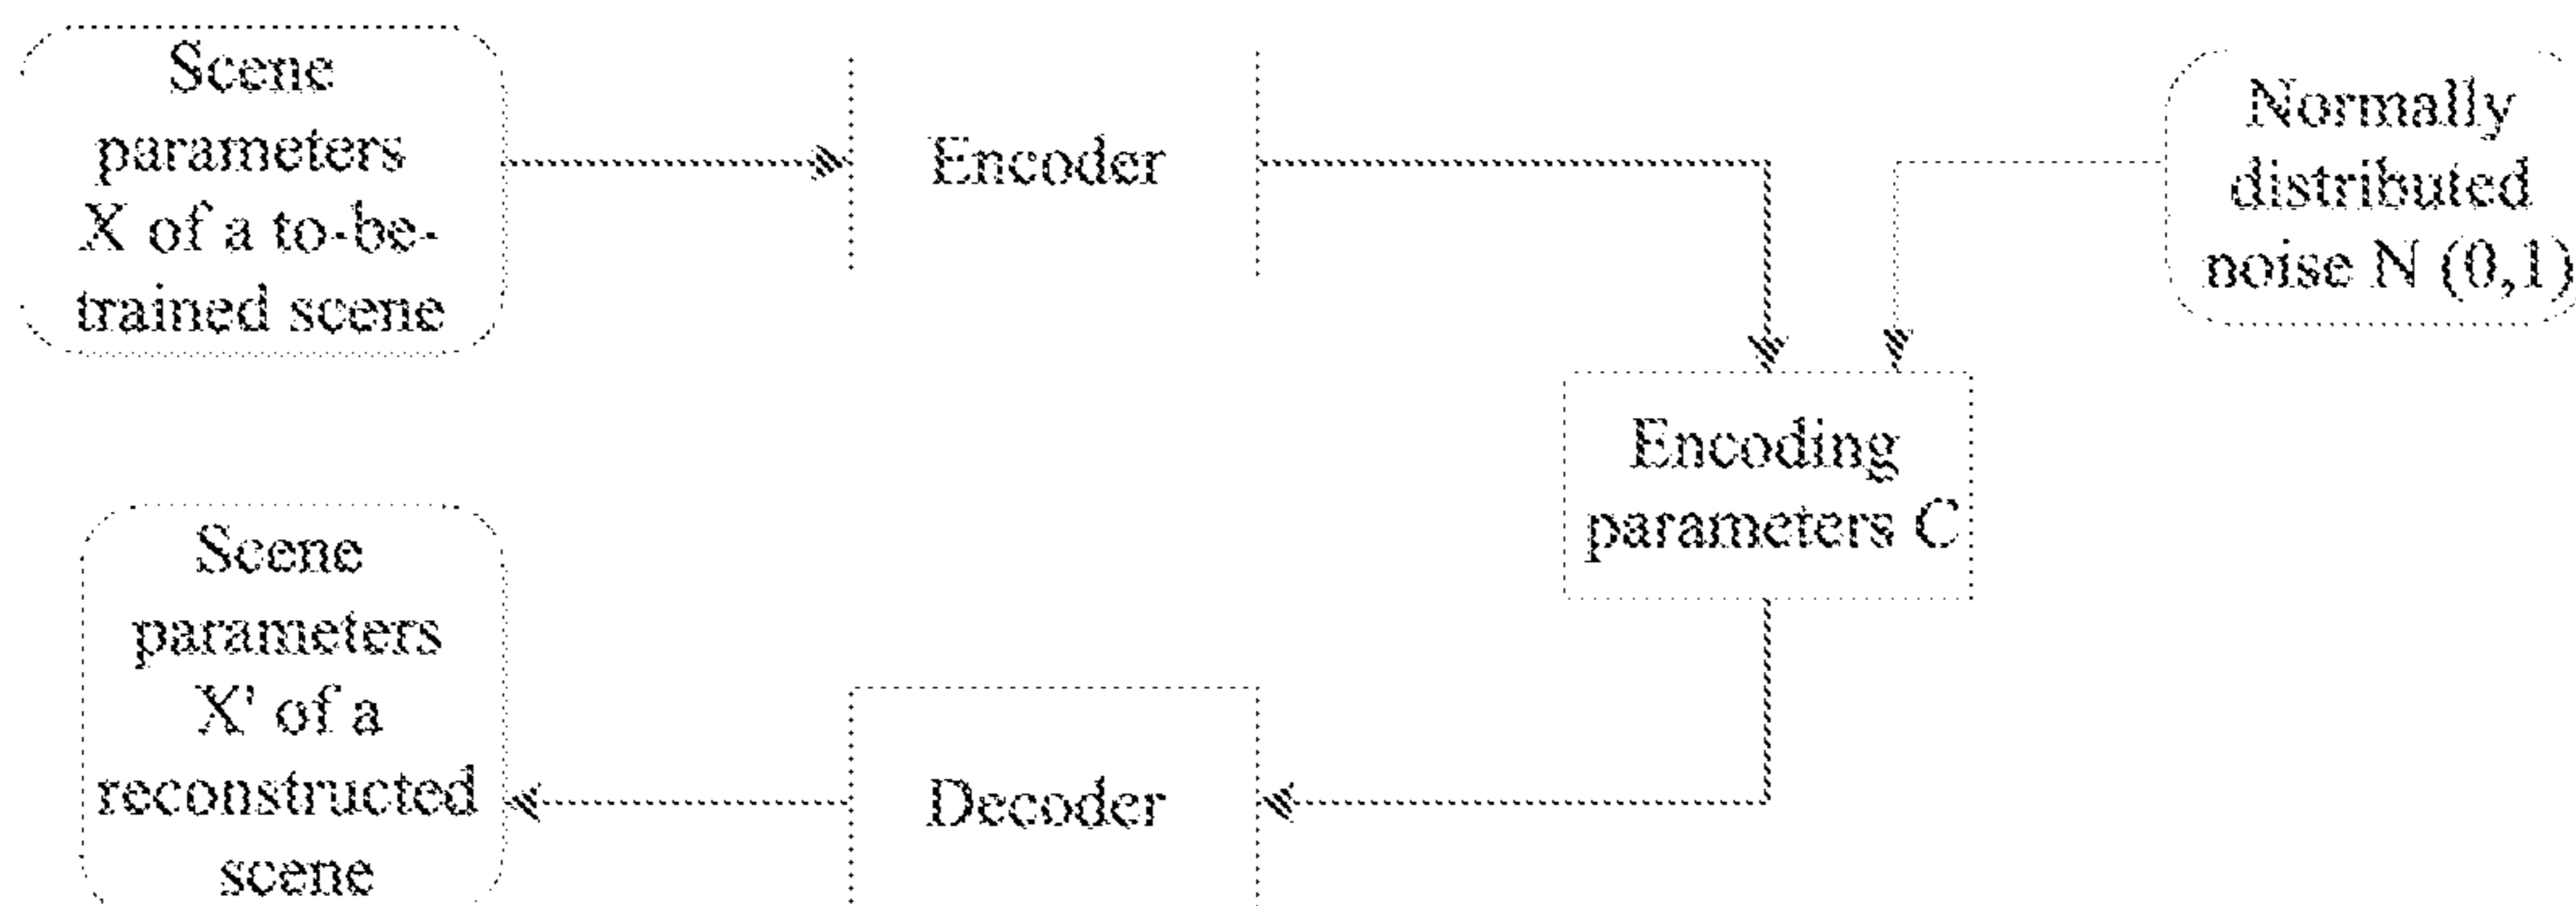 Scene
parameters
X of a to-be-
trained scene
Encoder
Normally
distributed
noise N (0,1)
Encoding
parameters C
Scene
parameters
X' of a
reconstructed
scene
Decoder